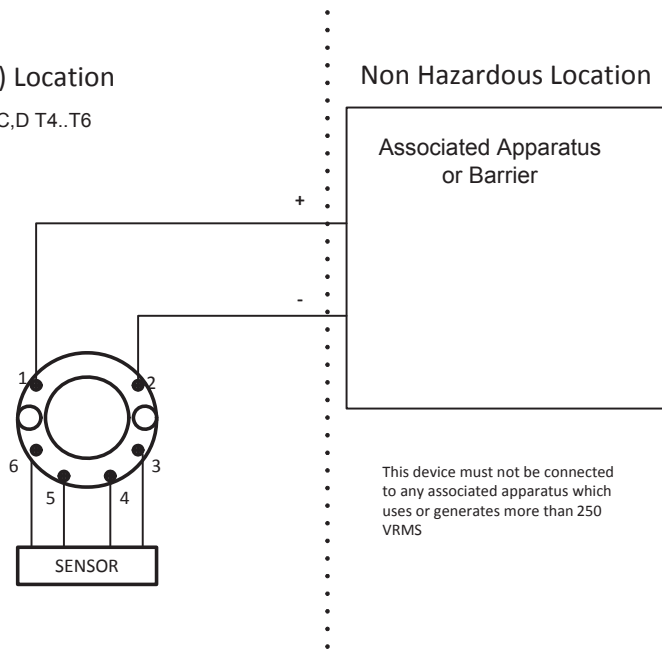 ) Location
C,D T4..T6
Non Hazardous Location
Associated Apparatus
or Barrier
+
-
1
2
6
3
5
4
SENSOR
This device must not be connected
to any associated apparatus which
uses or generates more than 250
VRMS